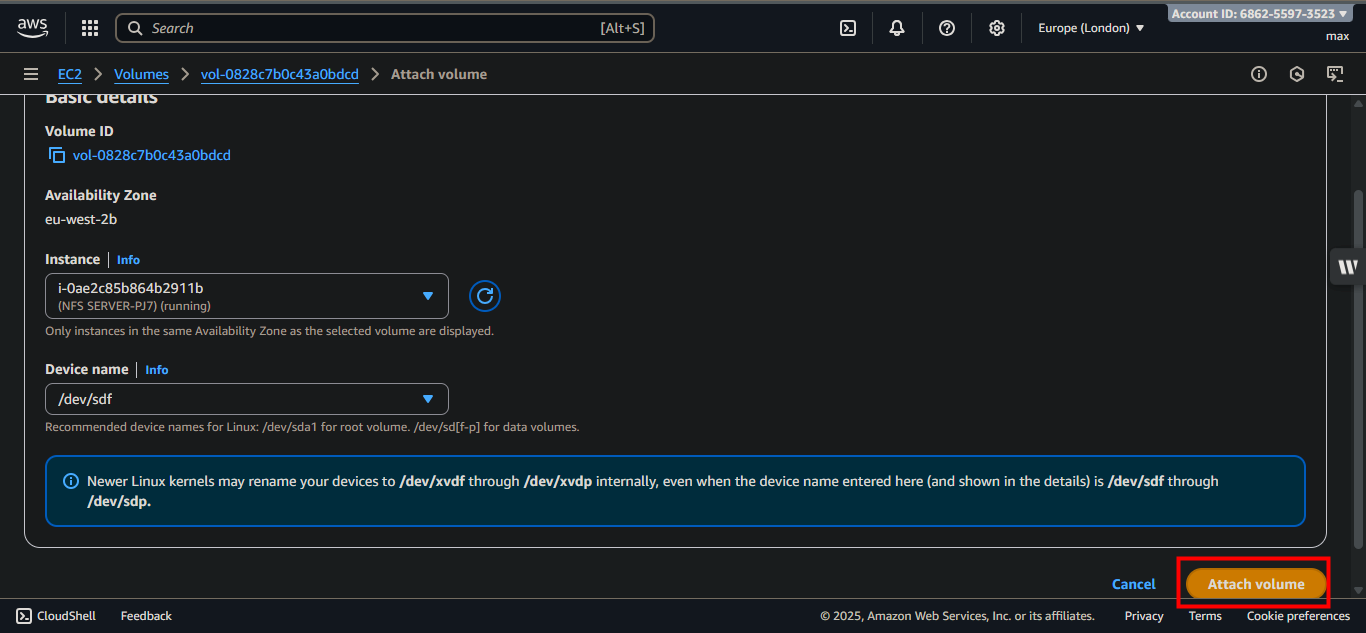 aws
Search [Alt+S]
Europe (London)
Account ID: 6862-5597-3523
max
EC2 Volumes vol-0828c7b0c43a0bdcd Attach volume
Basic details
Volume ID
vol-0828c7b0c43a0bdcd
Availability Zone
eu-west-2b
Instance Info
i-0ae2c85b864b2911b
(NFS SERVER-PJ7) (running)
Only instances in the same Availability Zone as the selected volume are displayed.
Device name Info
/dev/sdf
Recommended device names for Linux: /dev/sda1 for root volume. /dev/sd[f-p] for data volumes.
Newer Linux kernels may rename your devices to /dev/xvdf through /dev/xvdp internally, even when the device name entered here (and shown in the details) is /dev/sdf through
/dev/sdp.
Cancel Attach volume
CloudShell Feedback © 2025, Amazon Web Services, Inc. or its affiliates. Privacy Terms Cookie preferences